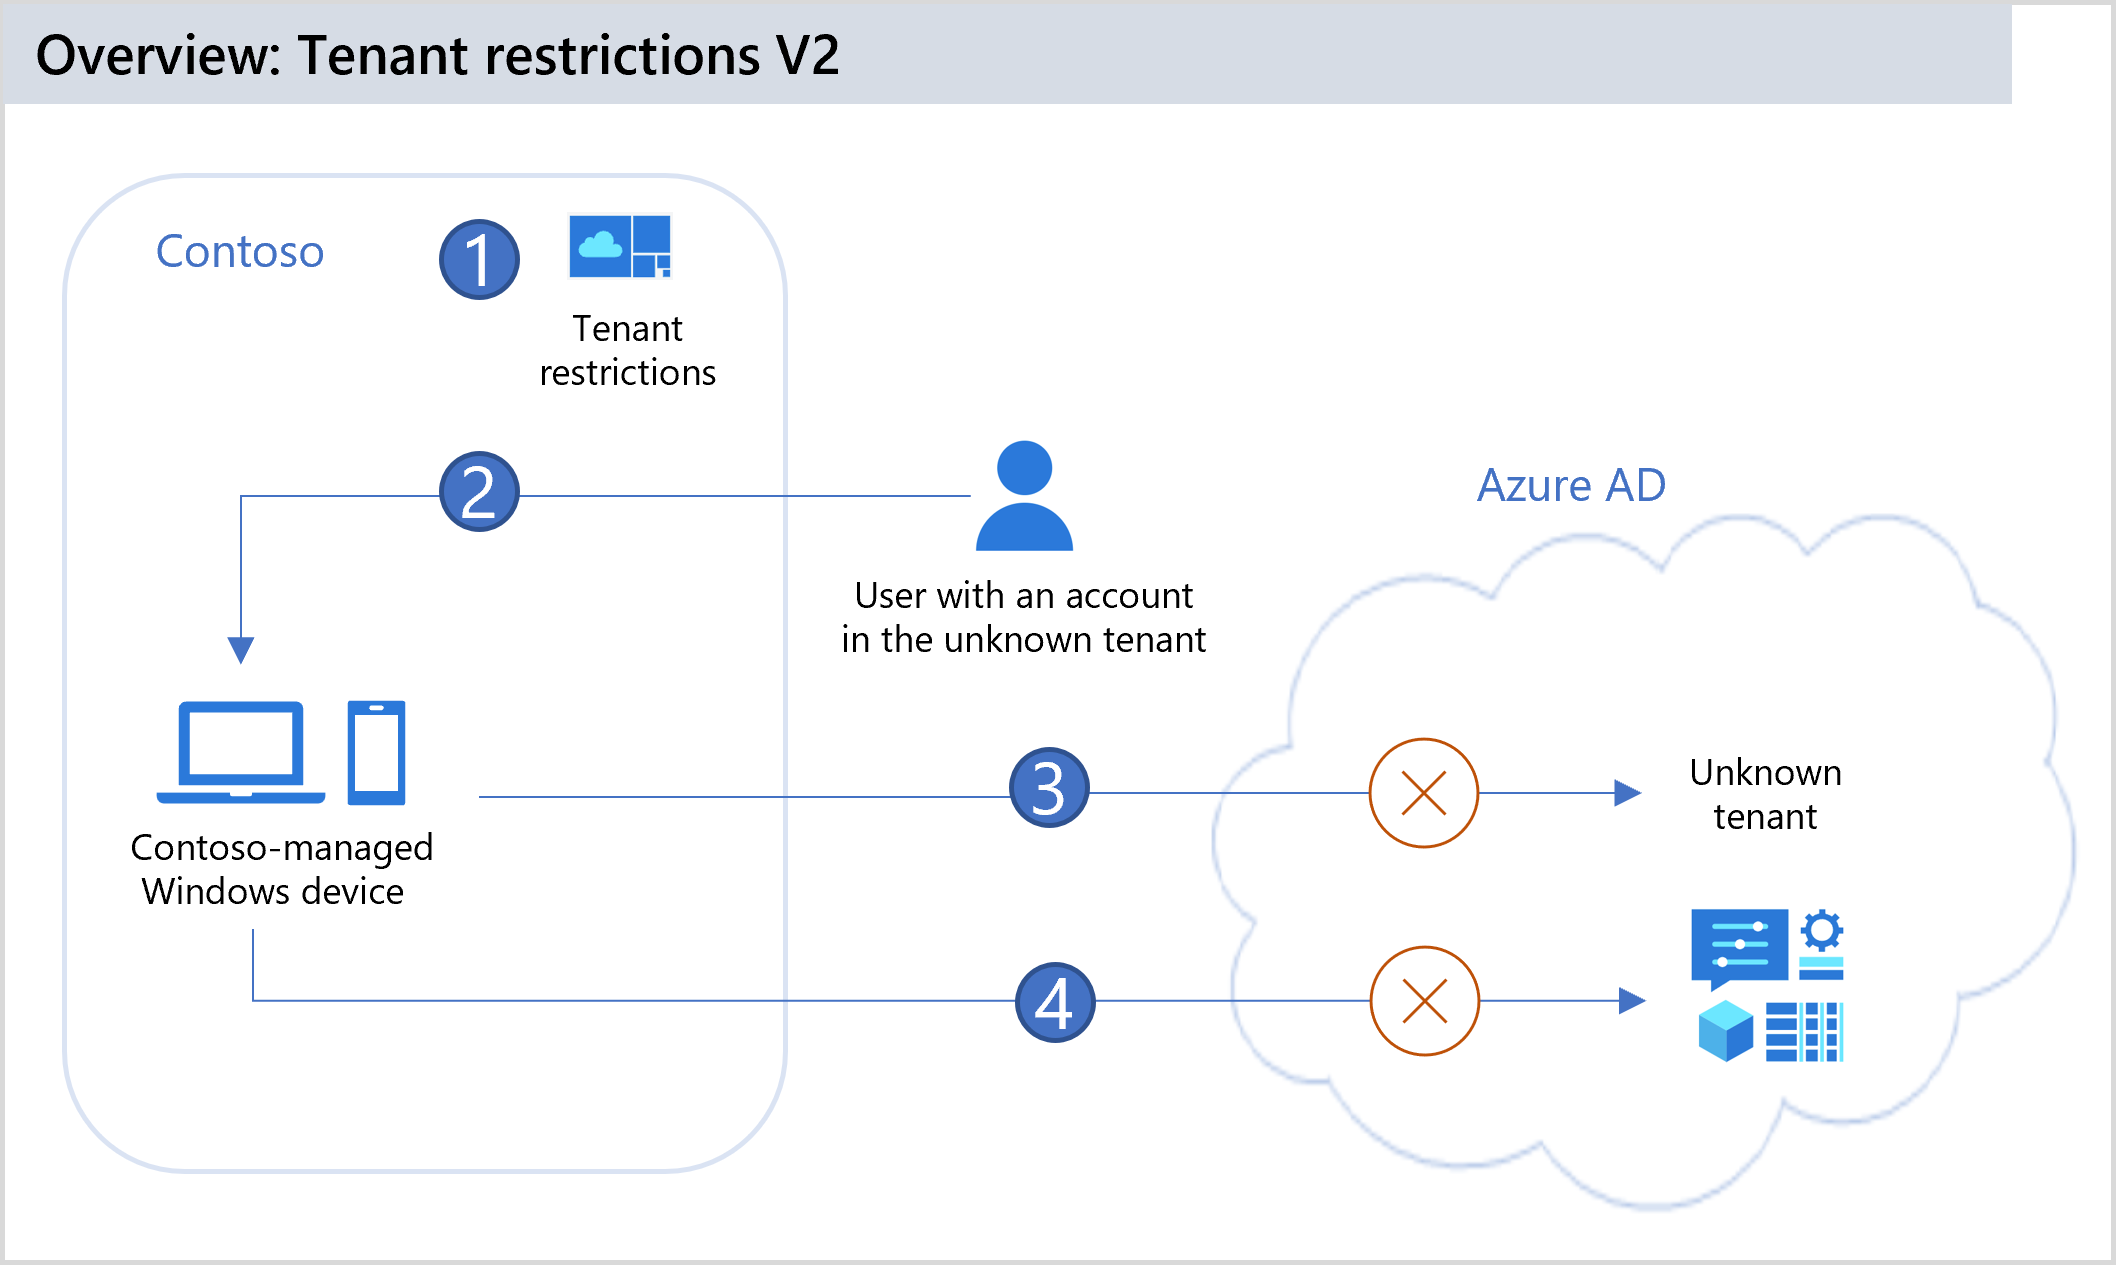 Overview: Tenant restrictions V2
Contoso
1
Tenant
restrictions
2
User with an account
in the unknown tenant
Azure AD
Contoso-managed
Windows device
3
Unknown
tenant
4